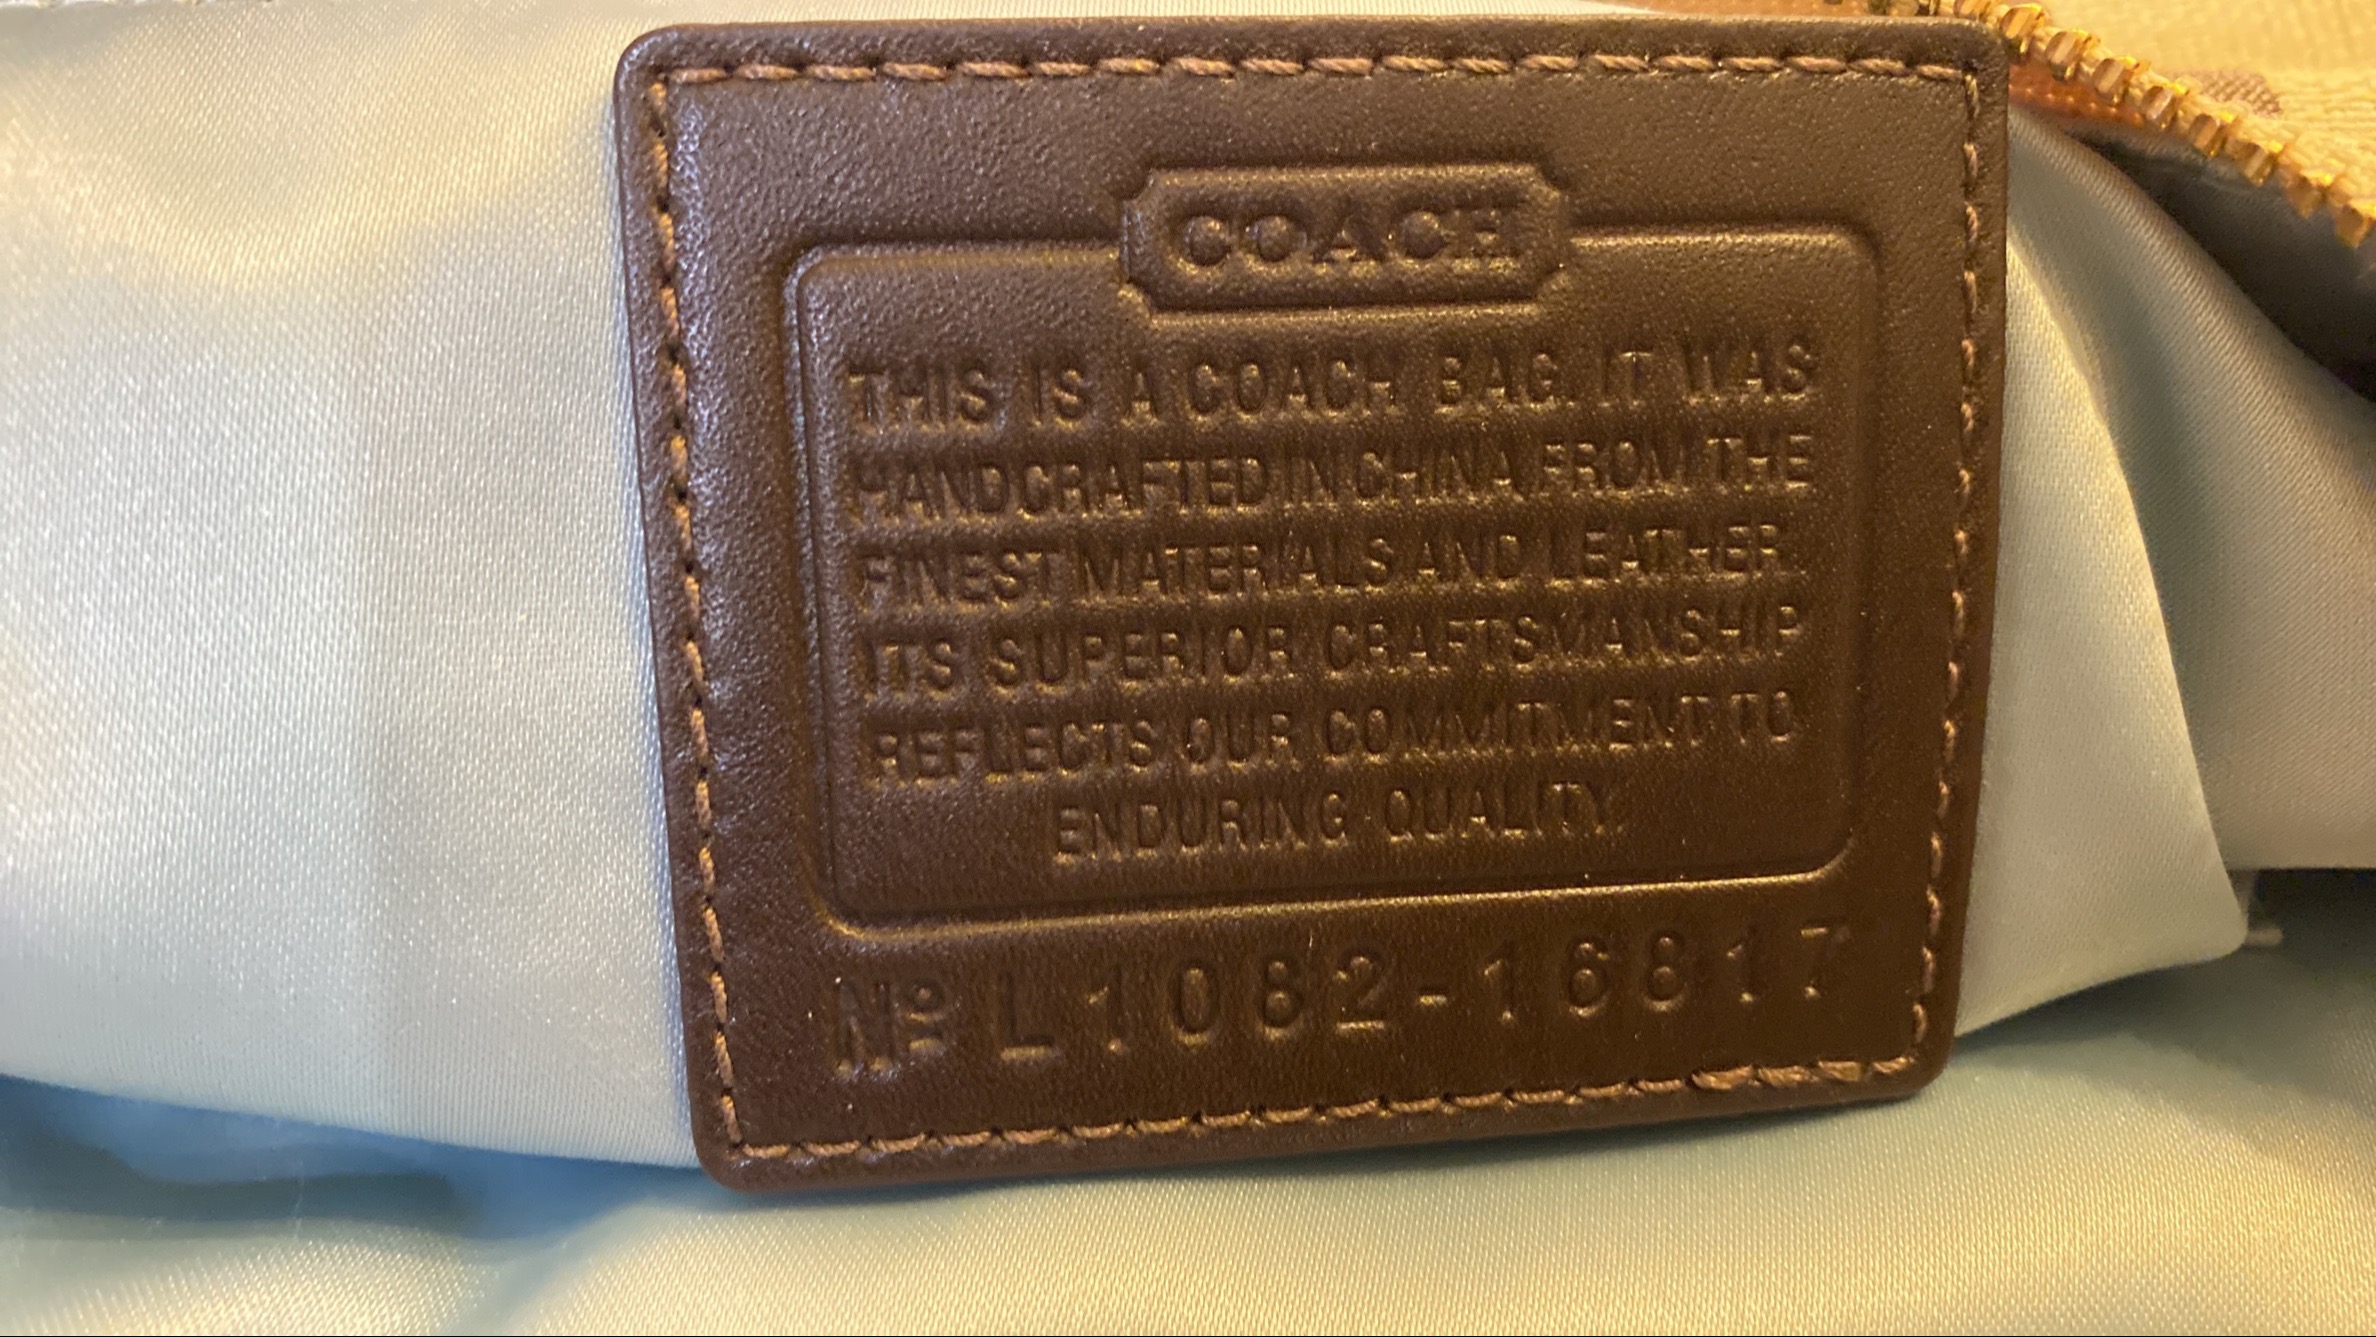 COACH
THIS IS A COACH BAG. IT WAS
HANDCRAFTED IN CHINA FROM THE
FINEST MATERIALS AND LEATHER.
ITS SUPERIOR CRAFTSMANSHIP
REFLECTS OUR COMMITMENT TO
ENDURING QUALITY.
Nº L1082-16817